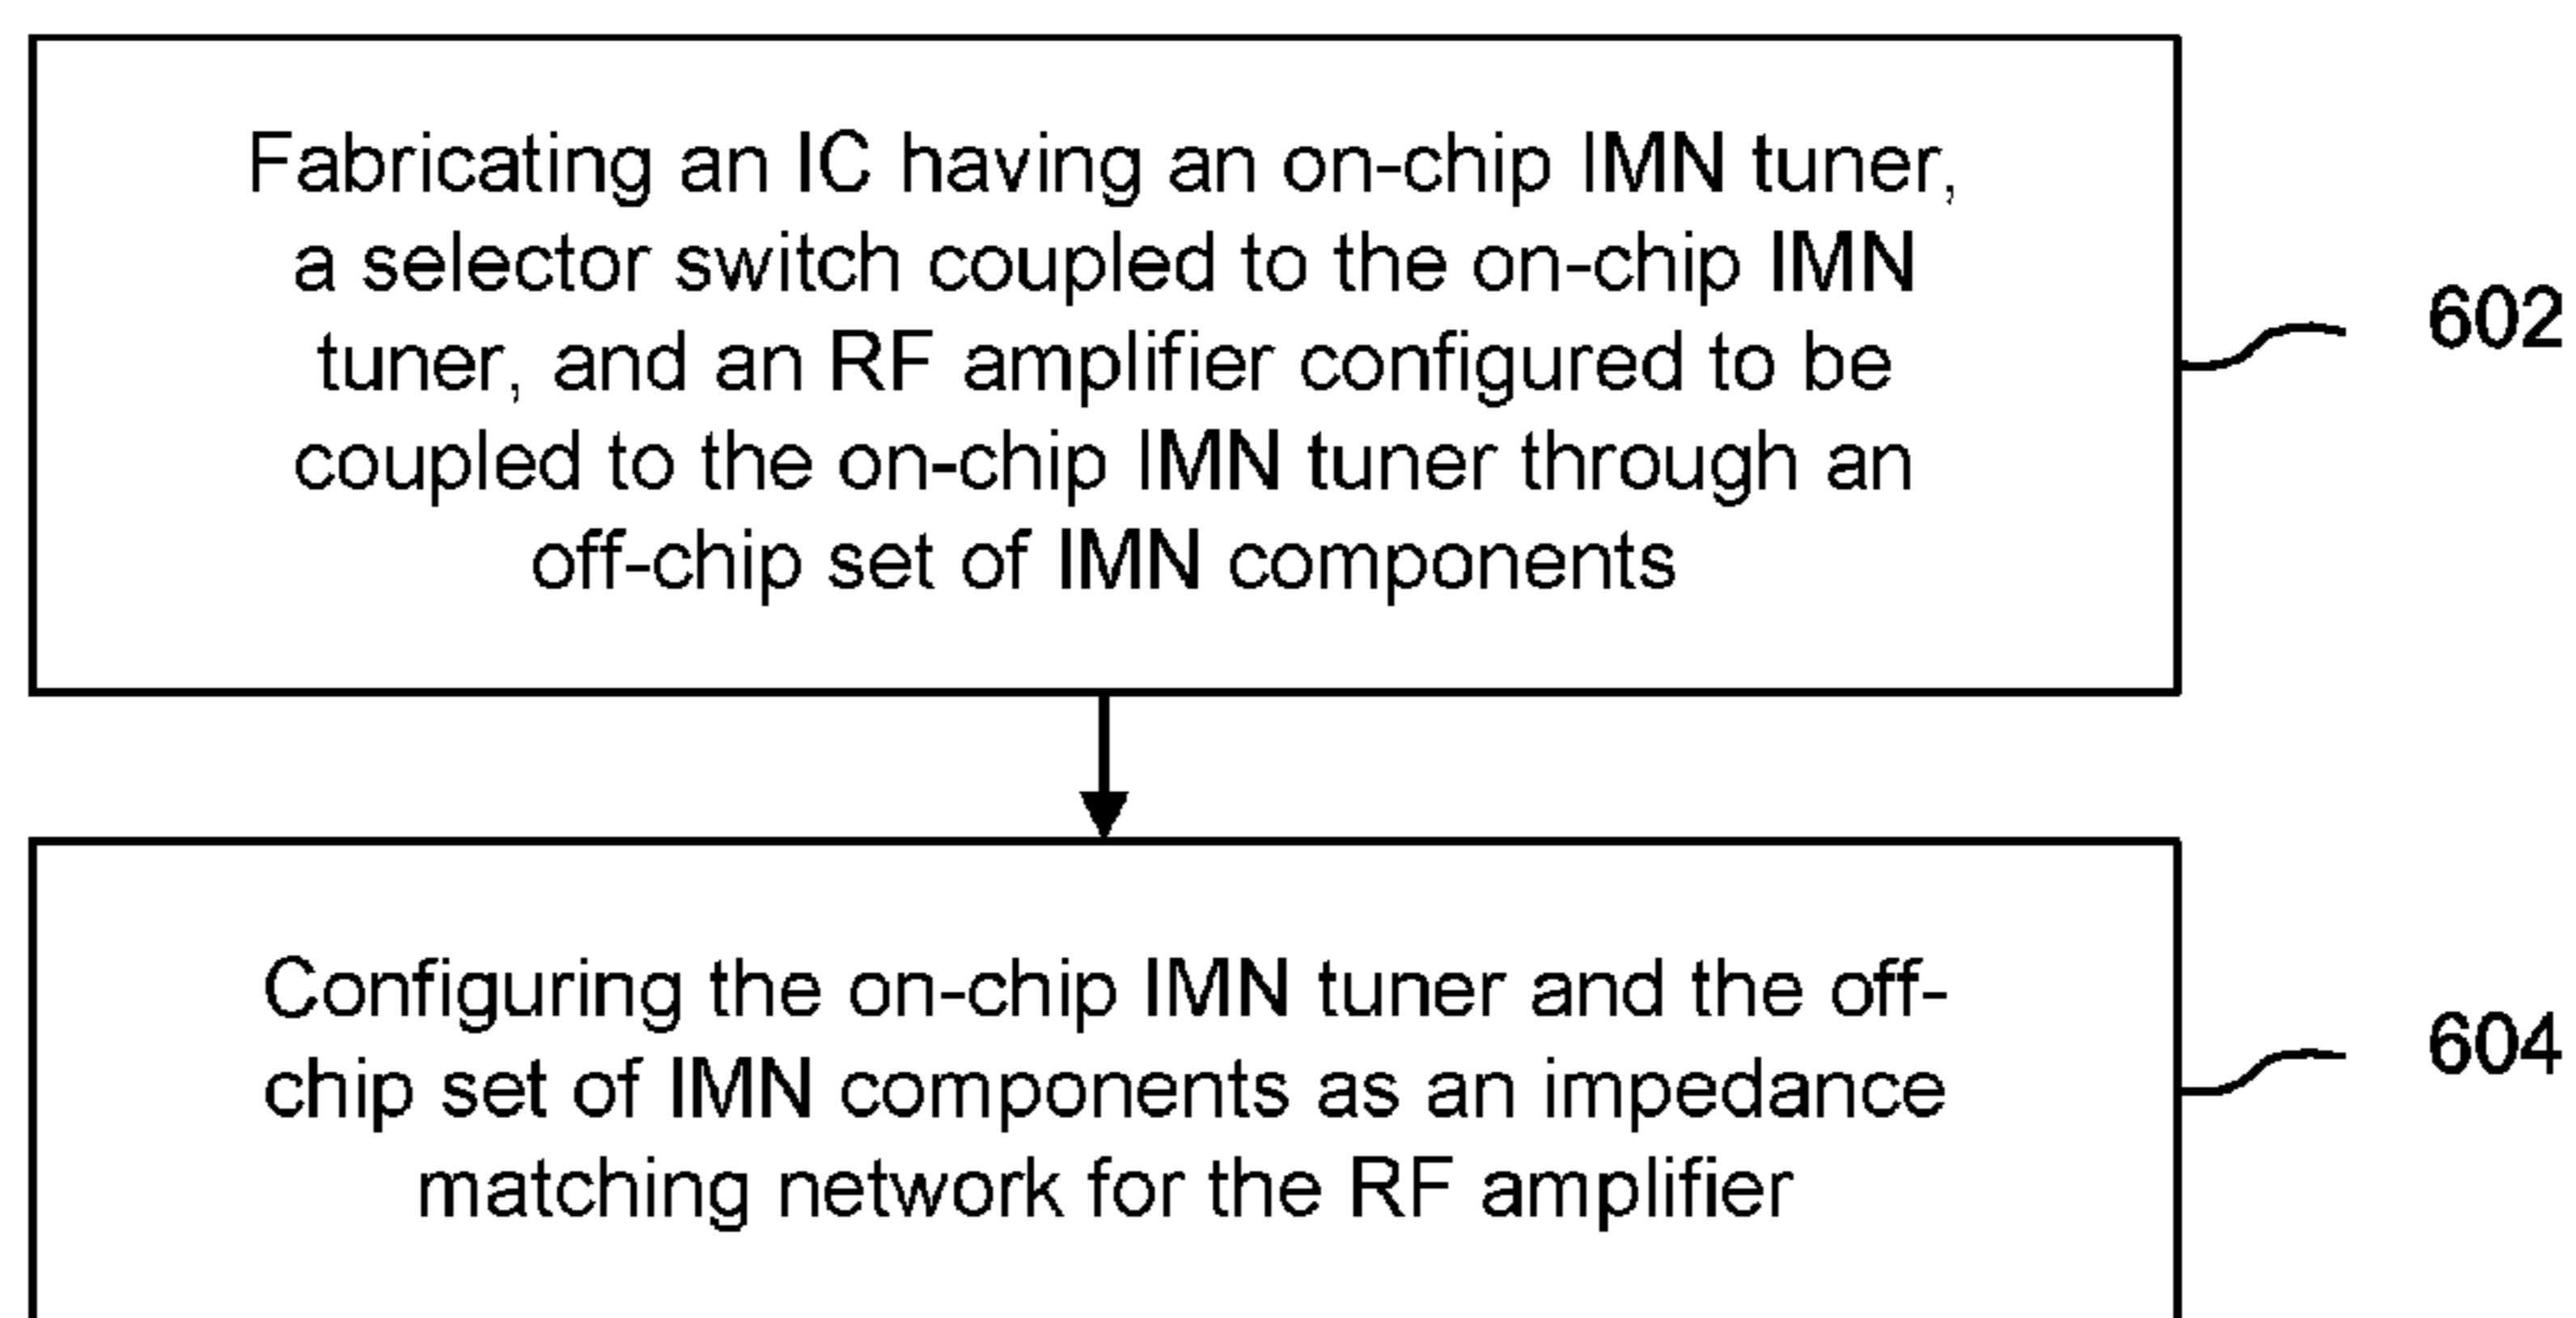 Fabricating an IC having an on-chip IMN tuner,
a selector switch coupled to the on-chip IMN
tuner, and an RF amplifier configured to be
coupled to the on-chip IMN tuner through an
off-chip set of IMN components
602
Configuring the on-chip IMN tuner and the off-
chip set of IMN components as an impedance
matching network for the RF amplifier
604